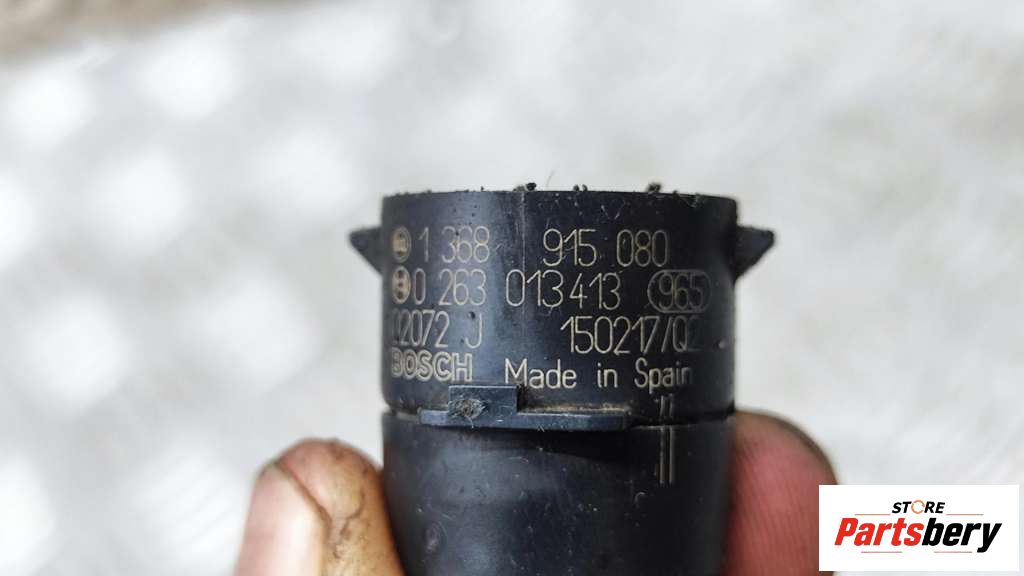 1 368 915 080
0 263 013 413 965
02072 J 150217/02
BOSCH Made in Spain
STORE
Partsbery